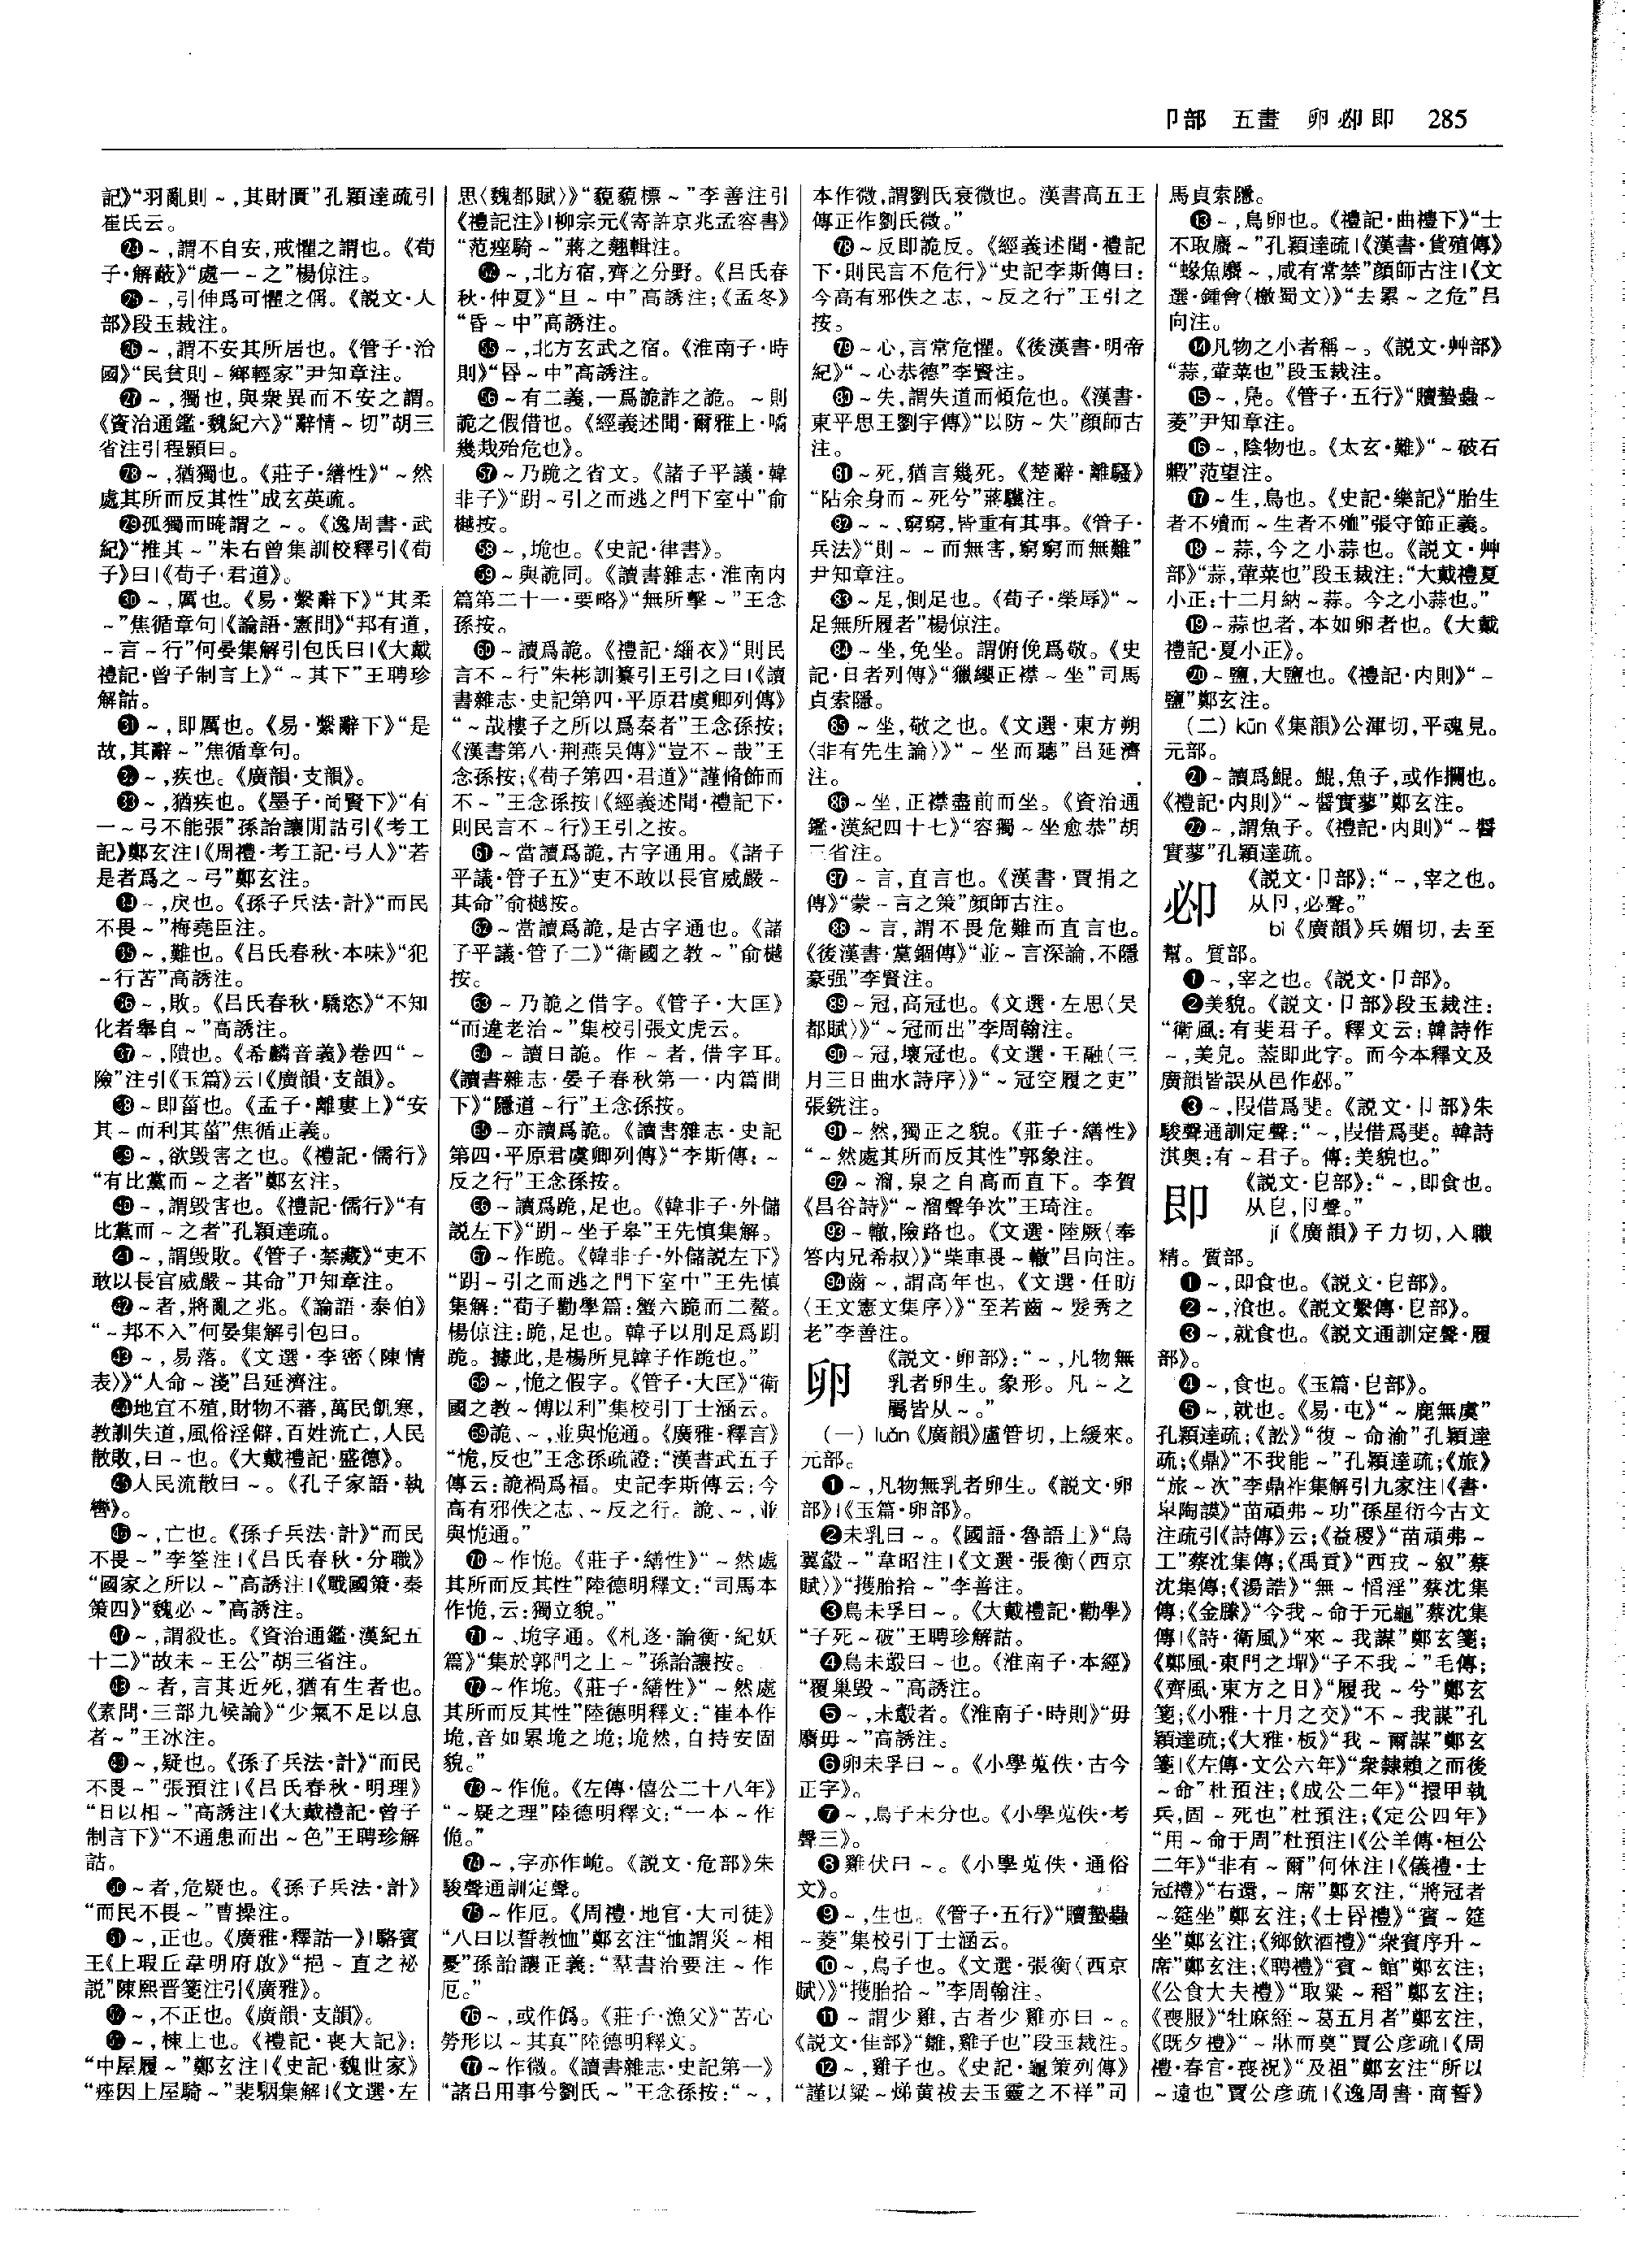 卩部　五畫　卵𠨘即　285
記》“羽亂則～,其財匱”孔穎達疏引
崔氏云。
㉔～,謂不自安,戒懼之謂也。《荀
子·解蔽》“處一～之”楊倞注。
㉕～,引伸爲可懼之偁。《説文·人
部》段玉裁注。
㉖～,謂不安其所居也。《管子·治
國》“民貧則～鄉輕家”尹知章注。
㉗～,獨也,與衆異而不安之謂。
《資治通鑑·魏紀六》“辭情～切”胡三
省注引程顥曰。
㉘～,猶獨也。《莊子·繕性》“～然
處其所而反其性”成玄英疏。
㉙孤獨而晻謂之～。《逸周書·武
紀》“推其～”朱右曾集訓校釋引《荀
子》曰|《荀子·君道》。
㉚～,厲也。《易·繫辭下》“其柔
～”焦循章句|《論語·憲問》“邦有道,
～言～行”何晏集解引包氏曰|《大戴
禮記·曾子制言上》“～其下”王聘珍
解詁。
㉛～,即厲也。《易·繫辭下》“是
故,其辭～”焦循章句。
㉜～,疾也。《廣韻·支韻》。
㉝～,猶疾也。《墨子·尚賢下》“有
一～弓不能張”孫詒讓閒詁引《考工
記》鄭玄注|《周禮·考工記·弓人》“若
是者爲之～弓”鄭玄注。
㉞～,戾也。《孫子兵法·計》“而民
不畏～”梅堯臣注。
㉟～,難也。《吕氏春秋·本味》“犯
～行苦”高誘注。
㊱～,敗。《吕氏春秋·驕恣》“不知
化者舉自～”高誘注。
㊲～,隤也。《希麟音義》卷四“～
險”注引《玉篇》云|《廣韻·支韻》。
㊳～即菑也。《孟子·離婁上》“安
其～而利其菑”焦循正義。
㊴～,欲毁害之也。《禮記·儒行》
“有比黨而～之者”鄭玄注。
㊵～,謂毁害也。《禮記·儒行》“有
比黨而～之者”孔穎達疏。
㊶～,謂毁敗。《管子·禁藏》“吏不
敢以長官威嚴～其命”尹知章注。
㊷～者,將亂之兆。《論語·泰伯》
“～邦不入”何晏集解引包曰。
㊸～,易落。《文選·李密〈陳情
表〉》“人命～淺”吕延濟注。
㊹地宜不殖,財物不蕃,萬民飢寒,
教訓失道,風俗淫僻,百姓流亡,人民
散敗,曰～也。《大戴禮記·盛德》。
㊺人民流散曰～。《孔子家語·執
轡》。
㊻～,亡也。《孫子兵法·計》“而民
不畏～”李筌注|《吕氏春秋·分職》
“國家之所以～”高誘注|《戰國策·秦
策四》“魏必～”高誘注。
㊼～,謂殺也。《資治通鑑·漢紀五
十二》“故未～王公”胡三省注。
㊽～者,言其近死,猶有生者也。
《素問·三部九候論》“少氣不足以息
者～”王冰注。
㊾～,疑也。《孫子兵法·計》“而民
不畏～”張預注|《吕氏春秋·明理》
“日以相～”高誘注|《大戴禮記·曾子
制言下》“不通患而出～色”王聘珍解
詁。
㊿～者,危疑也。《孫子兵法·計》
“而民不畏～”曹操注。
51～,正也。《廣雅·釋詁一》|駱賓
王《上瑕丘韋明府啟》“挹～直之祕
説”陳熙晋箋注引《廣雅》。
52～,不正也。《廣韻·支韻》。
53～,棟上也。《禮記·喪大記》:
“中屋履～”鄭玄注|《史記·魏世家》
“痤因上屋騎～”裴駰集解|《文選·左
思〈魏都賦〉》“藐藐標～”李善注引
《禮記注》|柳宗元《寄許京兆孟容書》
“范痤騎～”蔣之翹輯注。
54～,北方宿,齊之分野。《吕氏春
秋·仲夏》“旦～中”高誘注;《孟冬》
“昏～中”高誘注。
55～,北方玄武之宿。《淮南子·時
則》“昏～中”高誘注。
56～有二義,一爲詭詐之詭。～則
詭之假借也。《經義述聞·爾雅上·噊
幾烖殆危也》。
57～乃跪之省文。《諸子平議·韓
非子》“跀～引之而逃之門下室中”俞
樾按。
58～,垝也。《史記·律書》。
59～與詭同。《讀書雜志·淮南内
篇第二十一·要略》“無所擊～”王念
孫按。
60～讀爲詭。《禮記·緇衣》“則民
言不～行”朱彬訓纂引王引之曰|《讀
書雜志·史記第四·平原君虞卿列傳》
“～哉樓子之所以爲秦者”王念孫按;
《漢書第八·荆燕吴傳》“豈不～哉”王
念孫按;《荀子第四·君道》“謹脩飾而
不～”王念孫按|《經義述聞·禮記下·
則民言不～行》王引之按。
61～當讀爲詭,古字通用。《諸子
平議·管子五》“吏不敢以長官威嚴～
其命”俞樾按。
62～當讀爲詭,是古字通也。《諸
子平議·管子二》“衛國之教～”俞樾
按。
63～乃詭之借字。《管子·大匡》
“而違老治～”集校引張文虎云。
64～讀曰詭。作～者,借字耳。
《讀書雜志·晏子春秋第一·内篇問
下》“隱道～行”王念孫按。
65～亦讀爲詭。《讀書雜志·史記
第四·平原君虞卿列傳》“李斯傳:～
反之行”王念孫按。
66～讀爲跪,足也。《韓非子·外儲
説左下》“跀～坐子皋”王先慎集解。
67～作跪。《韓非子·外儲説左下》
“跀～引之而逃之門下室中”王先慎
集解:“荀子勸學篇:蟹六跪而二螯。
楊倞注:跪,足也。韓子以刖足爲跀
跪。據此,是楊所見韓子作跪也。”
68～,恑之假字。《管子·大匡》“衛
國之教～傅以利”集校引丁士涵云。
69詭、～,並與恑通。《廣雅·釋言》
“恑,反也”王念孫疏證:“漢書武五子
傳云:詭禍爲福。史記李斯傳云:今
高有邪佚之志、～反之行。詭、～,並
與恑通。”
70～作恑。《莊子·繕性》“～然處
其所而反其性”陸德明釋文:“司馬本
作恑,云:獨立貌。”
71～、垝字通。《札迻·論衡·紀妖
篇》“集於郭門之上～”孫詒讓按。
72～作垝。《莊子·繕性》“～然處
其所而反其性”陸德明釋文:“崔本作
垝,音如累垝之垝;垝然,自持安固
貌。”
73～作佹。《左傳·僖公二十八年》
“～疑之理”陸德明釋文:“一本～作
佹。”
74～,字亦作峗。《説文·危部》朱
駿聲通訓定聲。
75～作厄。《周禮·地官·大司徒》
“八曰以誓教恤”鄭玄注“恤謂災～相
憂”孫詒讓正義:“羣書治要注～作
厄。”
76～,或作僞。《莊子·漁父》“苦心
勞形以～其真”陸德明釋文。
77～作微。《讀書雜志·史記第一》
“諸吕用事兮劉氏～”王念孫按:“～,
本作微,謂劉氏衰微也。漢書高五王
傳正作劉氏微。”
78～反即詭反。《經義述聞·禮記
下·則民言不危行》“史記李斯傳曰:
今高有邪佚之志,～反之行”王引之
按。
79～心,言常危懼。《後漢書·明帝
紀》“～心恭德”李賢注。
80～失,謂失道而傾危也。《漢書·
東平思王劉宇傳》“以防～失”顔師古
注。
81～死,猶言幾死。《楚辭·離騷》
“阽余身而～死兮”蔣驥注。
82～～、窮窮,皆重有其事。《管子·
兵法》“則～～而無害,窮窮而無難”
尹知章注。
83～足,側足也。《荀子·榮辱》“～
足無所履者”楊倞注。
84～坐,免坐。謂俯俛爲敬。《史
記·日者列傳》“獵纓正襟～坐”司馬
貞索隱。
85～坐,敬之也。《文選·東方朔
〈非有先生論〉》“～坐而聽”吕延濟
注。
86～坐,正襟盡前而坐。《資治通
鑑·漢紀四十七》“容獨～坐愈恭”胡
三省注。
87～言,直言也。《漢書·賈捐之
傳》“蒙～言之策”顔師古注。
88～言,謂不畏危難而直言也。
《後漢書·黨錮傳》“並～言深論,不隱
豪强”李賢注。
89～冠,高冠也。《文選·左思〈吴
都賦〉》“～冠而出”李周翰注。
90～冠,壞冠也。《文選·王融〈三
月三日曲水詩序〉》“～冠空履之吏”
張銑注。
91～然,獨正之貌。《莊子·繕性》
“～然處其所而反其性”郭象注。
92～溜,泉之自高而直下。李賀
《昌谷詩》“～溜聲争次”王琦注。
93～轍,險路也。《文選·陸厥〈奉
答内兄希叔〉》“柴車畏～轍”吕向注。
94齒～,謂高年也。《文選·任昉
〈王文憲文集序〉》“至若齒～髮秀之
老”李善注。
卵　《説文·卵部》:“～,凡物無
乳者卵生。象形。凡～之
屬皆从～。”
(一) luǎn《廣韻》盧管切,上緩來。
元部。
❶～,凡物無乳者卵生。《説文·卵
部》|《玉篇·卵部》。
❷未乳曰～。《國語·魯語上》“鳥
翼鷇～”韋昭注|《文選·張衡〈西京
賦〉》“擭胎拾～”李善注。
❸鳥未孚曰～。《大戴禮記·勸學》
“子死～破”王聘珍解詁。
❹鳥未鷇曰～也。《淮南子·本經》
“覆巢毁～”高誘注。
❺～,未鷇者。《淮南子·時則》“毋
麛毋～”高誘注。
❻卵未孚曰～。《小學蒐佚·古今
正字》。
❼～,鳥子未分也。《小學蒐佚·考
聲三》。
❽雞伏曰～。《小學蒐佚·通俗
文》。
❾～,生也。《管子·五行》“䐗蟄蟲
～菱”集校引丁士涵云。
❿～,鳥子也。《文選·張衡〈西京
賦〉》“擭胎拾～”李周翰注。
⓫～謂少雞,古者少雞亦曰～。
《説文·隹部》“雛,雞子也”段玉裁注。
⓬～,雞子也。《史記·龜策列傳》
“謹以粱～焍黄祓去玉靈之不祥”司
馬貞索隱。
⓭～,鳥卵也。《禮記·曲禮下》“士
不取麛～”孔穎達疏|《漢書·貨殖傳》
“蝝魚麛～,咸有常禁”顔師古注|《文
選·鍾會〈檄蜀文〉》“去累～之危”吕
向注。
⓮凡物之小者稱～。《説文·艸部》
“蒜,葷菜也”段玉裁注。
⓯～,鳧。《管子·五行》“䐗蟄蟲～
菱”尹知章注。
⓰～,陰物也。《太玄·難》“～破石
䃺”范望注。
⓱～生,鳥也。《史記·樂記》“胎生
者不殰而～生者不殈”張守節正義。
⓲～蒜,今之小蒜也。《説文·艸
部》“蒜,葷菜也”段玉裁注:“大戴禮夏
小正:十二月納～蒜。今之小蒜也。”
⓳～蒜也者,本如卵者也。《大戴
禮記·夏小正》。
⓴～鹽,大鹽也。《禮記·内則》“～
鹽”鄭玄注。
(二) kūn《集韻》公渾切,平魂見。
元部。
㉑～讀爲鯤。鯤,魚子,或作攔也。
《禮記·内則》“～醬實蓼”鄭玄注。
㉒～,謂魚子。《禮記·内則》“～醬
實蓼”孔穎達疏。
𠨘　《説文·卩部》:“～,宰之也。
从卩,必聲。”
bì《廣韻》兵媚切,去至
幫。質部。
❶～,宰之也。《説文·卩部》。
❷美貌。《説文·卩部》段玉裁注:
“衛風:有斐君子。釋文云:韓詩作
～,美皃。葢即此字。而今本釋文及
廣韻皆誤从邑作邲。”
❸～,叚借爲斐。《説文·卩部》朱
駿聲通訓定聲:“～,叚借爲斐。韓詩
淇奥:有～君子。傳:美貌也。”
即　《説文·皀部》:“～,即食也。
从皀,卩聲。”
jí《廣韻》子力切,入職
精。質部。
❶～,即食也。《説文·皀部》。
❷～,湌也。《説文繫傳·皀部》。
❸～,就食也。《説文通訓定聲·履
部》。
❹～,食也。《玉篇·皀部》。
❺～,就也。《易·屯》“～鹿無虞”
孔穎達疏;《訟》“復～命渝”孔穎達
疏;《鼎》“不我能～”孔穎達疏;《旅》
“旅～次”李鼎祚集解引九家注|《書·
臯陶謨》“苗頑弗～功”孫星衍今古文
注疏引《詩傳》云;《益稷》“苗頑弗～
工”蔡沈集傳;《禹貢》“西戎～叙”蔡
沈集傳;《湯誥》“無～慆淫”蔡沈集
傳;《金縢》“今我～命于元龜”蔡沈集
傳|《詩·衛風》“來～我謀”鄭玄箋;
《鄭風·東門之墠》“子不我～”毛傳;
《齊風·東方之日》“履我～兮”鄭玄
箋;《小雅·十月之交》“不～我謀”孔
穎達疏;《大雅·板》“我～爾謀”鄭玄
箋|《左傳·文公六年》“衆隸賴之而後
～命”杜預注;《成公二年》“擐甲執
兵,固～死也”杜預注;《定公四年》
“用～命于周”杜預注|《公羊傳·桓公
二年》“非有～爾”何休注|《儀禮·士
冠禮》“右還,～席”鄭玄注,“將冠者
～筵坐”鄭玄注;《士昏禮》“賓～筵
坐”鄭玄注;《鄉飲酒禮》“衆賓序升～
席”鄭玄注;《聘禮》“賓～館”鄭玄注;
《公食大夫禮》“取粱～稻”鄭玄注;
《喪服》“牡麻絰～葛五月者”鄭玄注,
《既夕禮》“～牀而奠”賈公彦疏|《周
禮·春官·喪祝》“及祖”鄭玄注“所以
～遠也”賈公彦疏|《逸周書·商誓》